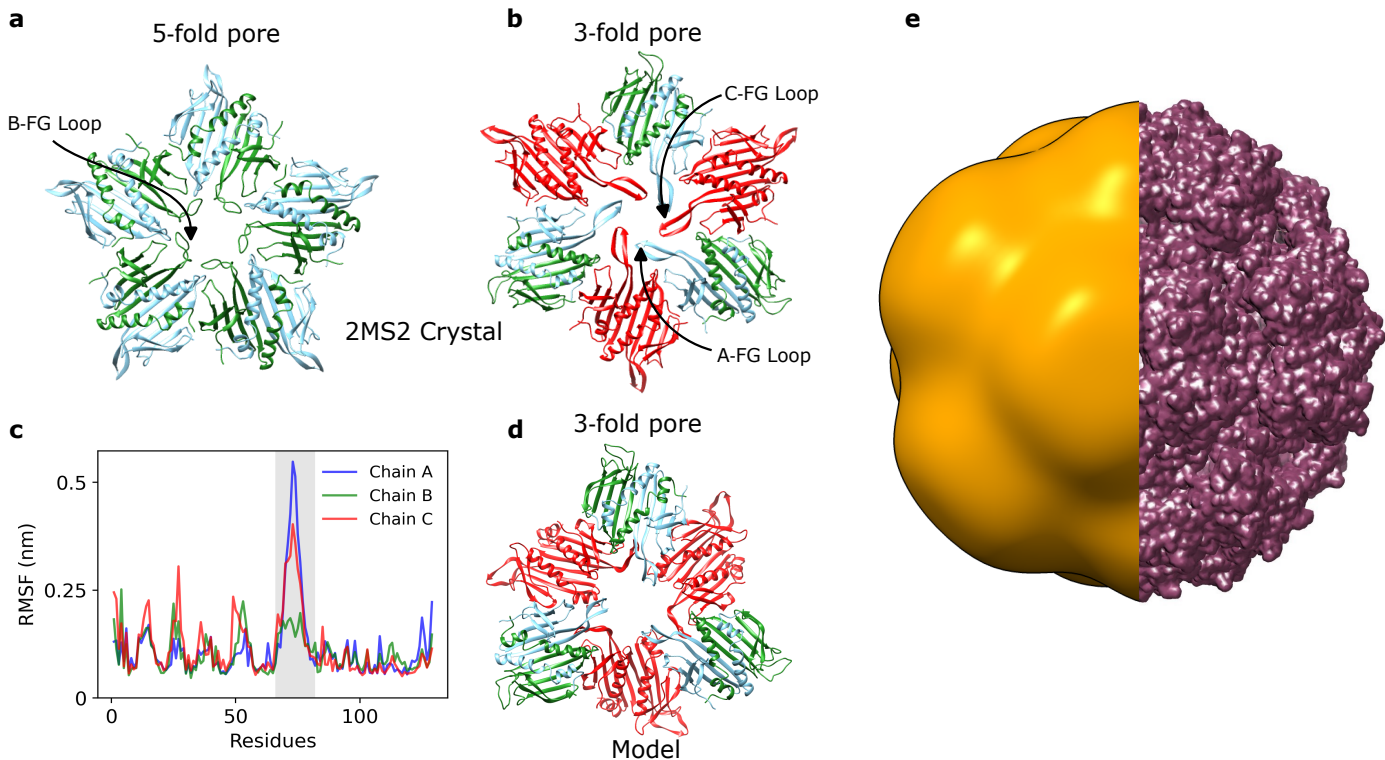 a
5-fold pore
B-FG Loop
2MS2 Crystal
b
3-fold pore
C-FG Loop
A-FG Loop
c
RMSF (nm)
0.5
0.25
0
Chain A
Chain B
Chain C
0
50
100
Residues
d
3-fold pore
Model
e